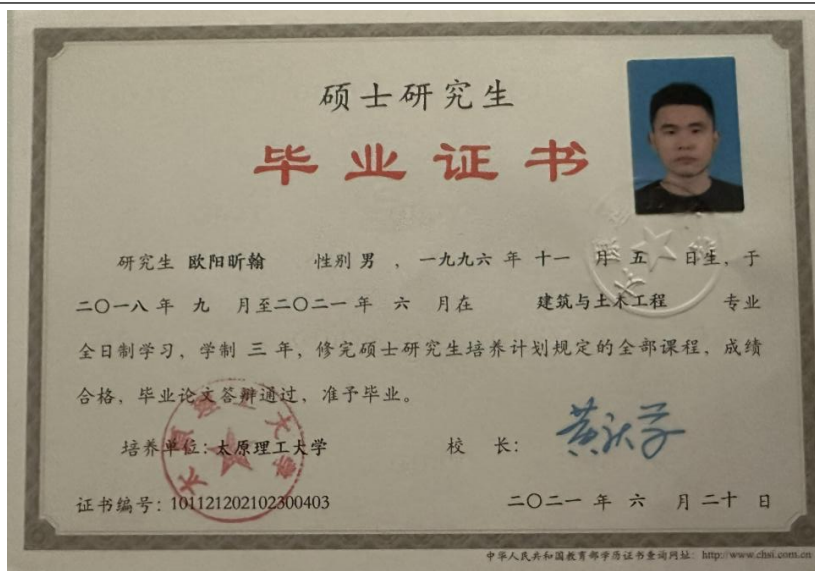 硕士研究生
毕业证书
研究生 欧阳昕翰 性别 男 ，一九九六 年 十一 月 五 日生，于
二〇一八 年 九 月至二〇二一 年 六 月在 建筑与土木工程 专业
全日制学习，学制 三 年，修完硕士研究生培养计划规定的全部课程，成绩
合格，毕业论文答辩通过，准予毕业。
培养单位：太原理工大学 校 长：
太原理工大学
证书编号：101121202102300403 二〇二一 年 六 月 二十 日
中华人民共和国教育部学历证书查询网址：http://www.chsi.com.cn